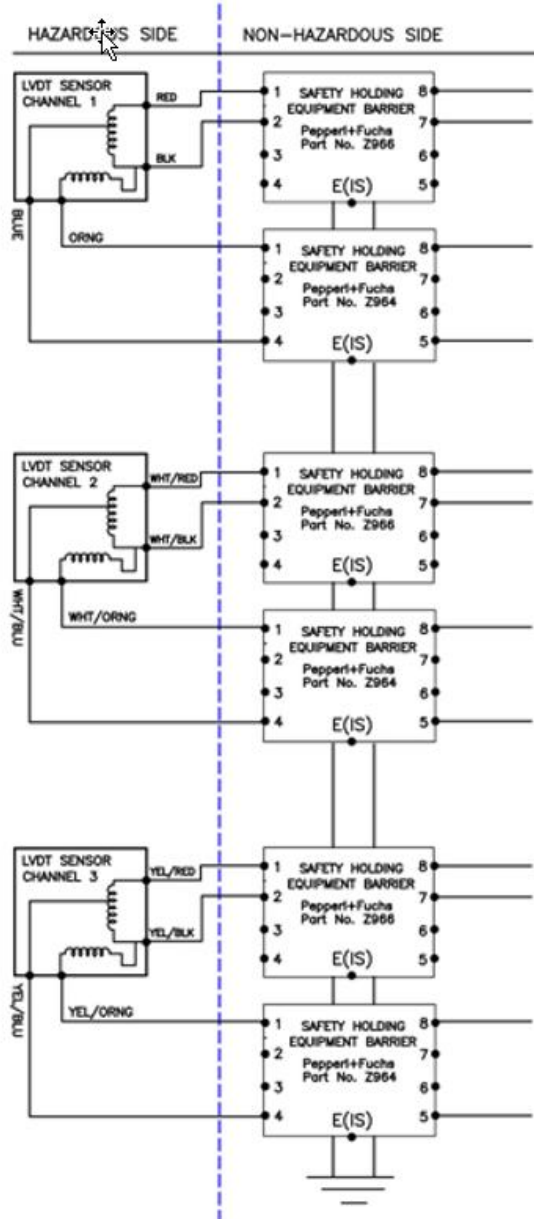 HAZARDOUS SIDE
NON-HAZARDOUS SIDE
LVDT SENSOR
CHANNEL 1
RED
BLK
BLUE
ORNG
1 SAFETY HOLDING 8
EQUIPMENT BARRIER
2 Pepperl+Fuchs 7
Part No. Z966
3 6
4 E(IS) 5
1 SAFETY HOLDING 8
EQUIPMENT BARRIER
2 Pepperl+Fuchs 7
Part No. Z964
3 6
4 E(IS) 5
LVDT SENSOR
CHANNEL 2
WHT/RED
WHT/BLK
WHT/BLU
WHT/ORNG
1 SAFETY HOLDING 8
EQUIPMENT BARRIER
2 Pepperl+Fuchs 7
Part No. Z966
3 6
4 E(IS) 5
1 SAFETY HOLDING 8
EQUIPMENT BARRIER
2 Pepperl+Fuchs 7
Part No. Z964
3 6
4 E(IS) 5
LVDT SENSOR
CHANNEL 3
YEL/RED
YEL/BLK
YEL/BLU
YEL/ORNG
1 SAFETY HOLDING 8
EQUIPMENT BARRIER
2 Pepperl+Fuchs 7
Part No. Z966
3 6
4 E(IS) 5
1 SAFETY HOLDING 8
EQUIPMENT BARRIER
2 Pepperl+Fuchs 7
Part No. Z964
3 6
4 E(IS) 5